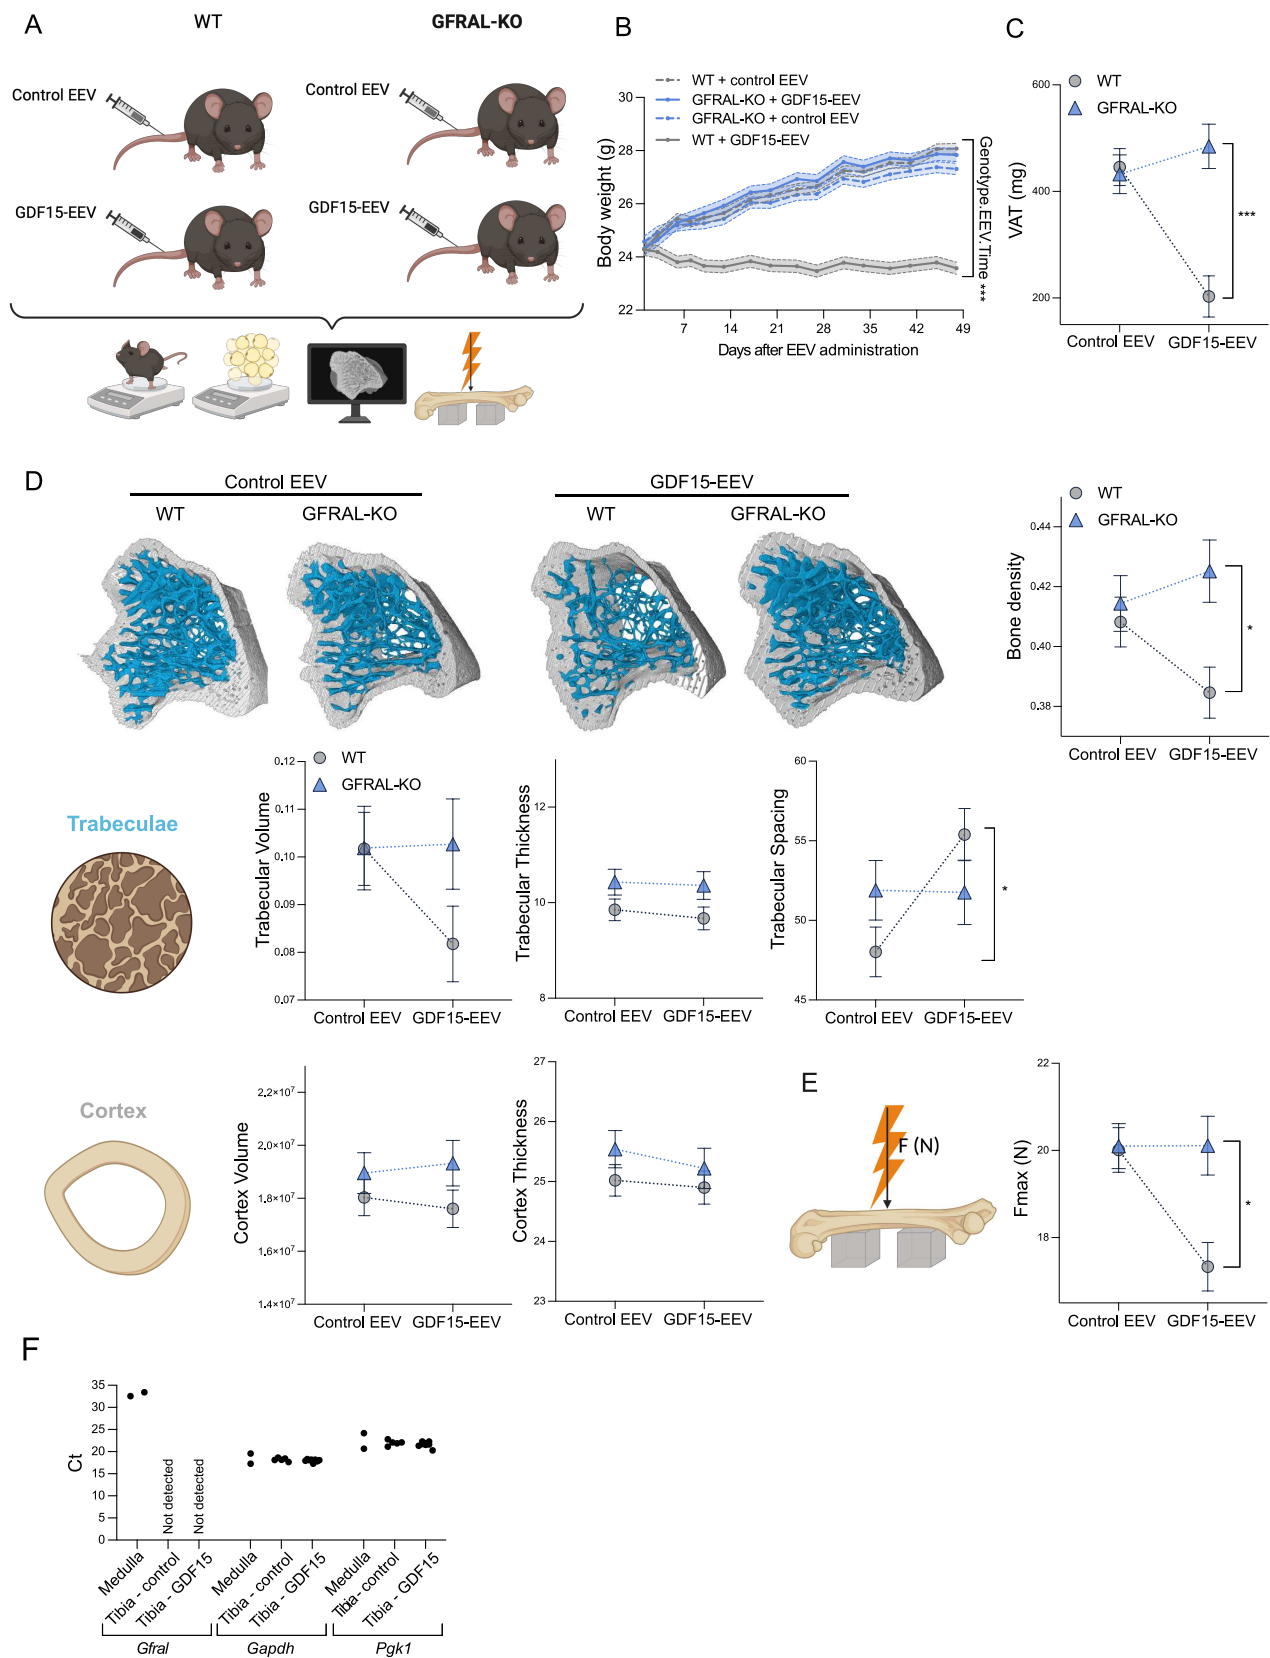 A
WT
GFRAL-KO
Control EEV
Control EEV
GDF15-EEV
GDF15-EEV
B
WT + control EEV
GFRAL-KO + GDF15-EEV
GFRAL-KO + control EEV
WT + GDF15-EEV
Body weight (g)
30
28
26
24
22
7
14
21
28
35
42
49
Days after EEV administration
Genotype.EEV.Time ***
C
WT
GFRAL-KO
VAT (mg)
600
400
200
***
Control EEV
GDF15-EEV
D
Control EEV
GDF15-EEV
WT
GFRAL-KO
WT
GFRAL-KO
WT
GFRAL-KO
Bone density
0.44
0.42
0.40
0.38
*
Control EEV
GDF15-EEV
Trabeculae
WT
GFRAL-KO
Trabecular Volume
0.12
0.11
0.10
0.09
0.08
0.07
Control EEV
GDF15-EEV
Trabecular Thickness
12
10
8
Control EEV
GDF15-EEV
Trabecular Spacing
60
55
50
45
*
Control EEV
GDF15-EEV
Cortex
Cortex Volume
2.2×10⁷
2.0×10⁷
1.8×10⁷
1.6×10⁷
1.4×10⁷
Control EEV
GDF15-EEV
Cortex Thickness
27
26
25
24
23
Control EEV
GDF15-EEV
E
F (N)
Fmax (N)
22
20
18
*
Control EEV
GDF15-EEV
F
Ct
35
30
25
20
15
10
5
0
Not detected
Not detected
Medulla
Tibia - control
Tibia - GDF15
Medulla
Tibia - control
Tibia - GDF15
Medulla
Tibia - control
Tibia - GDF15
Gfral
Gapdh
Pgk1